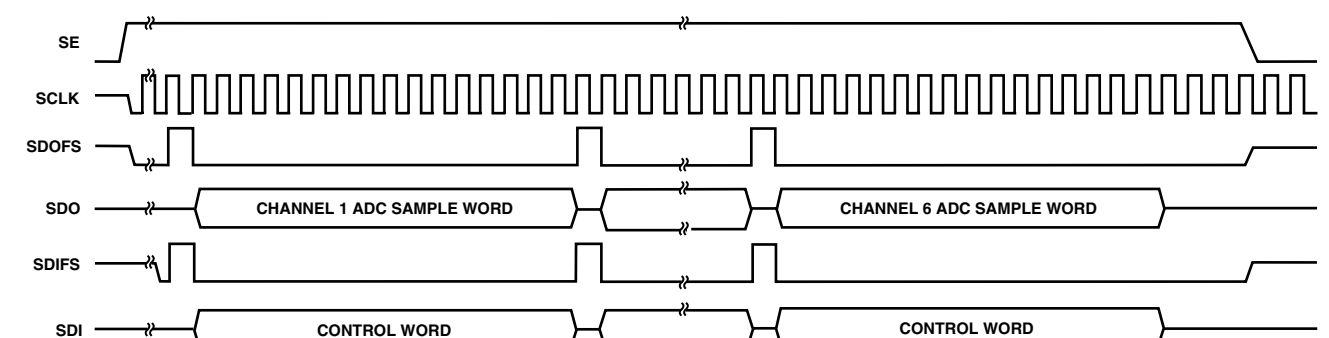 SE
SCLK
SDOFS
SDO CHANNEL 1 ADC SAMPLE WORD CHANNEL 6 ADC SAMPLE WORD
SDIFS
SDI CONTROL WORD CONTROL WORD